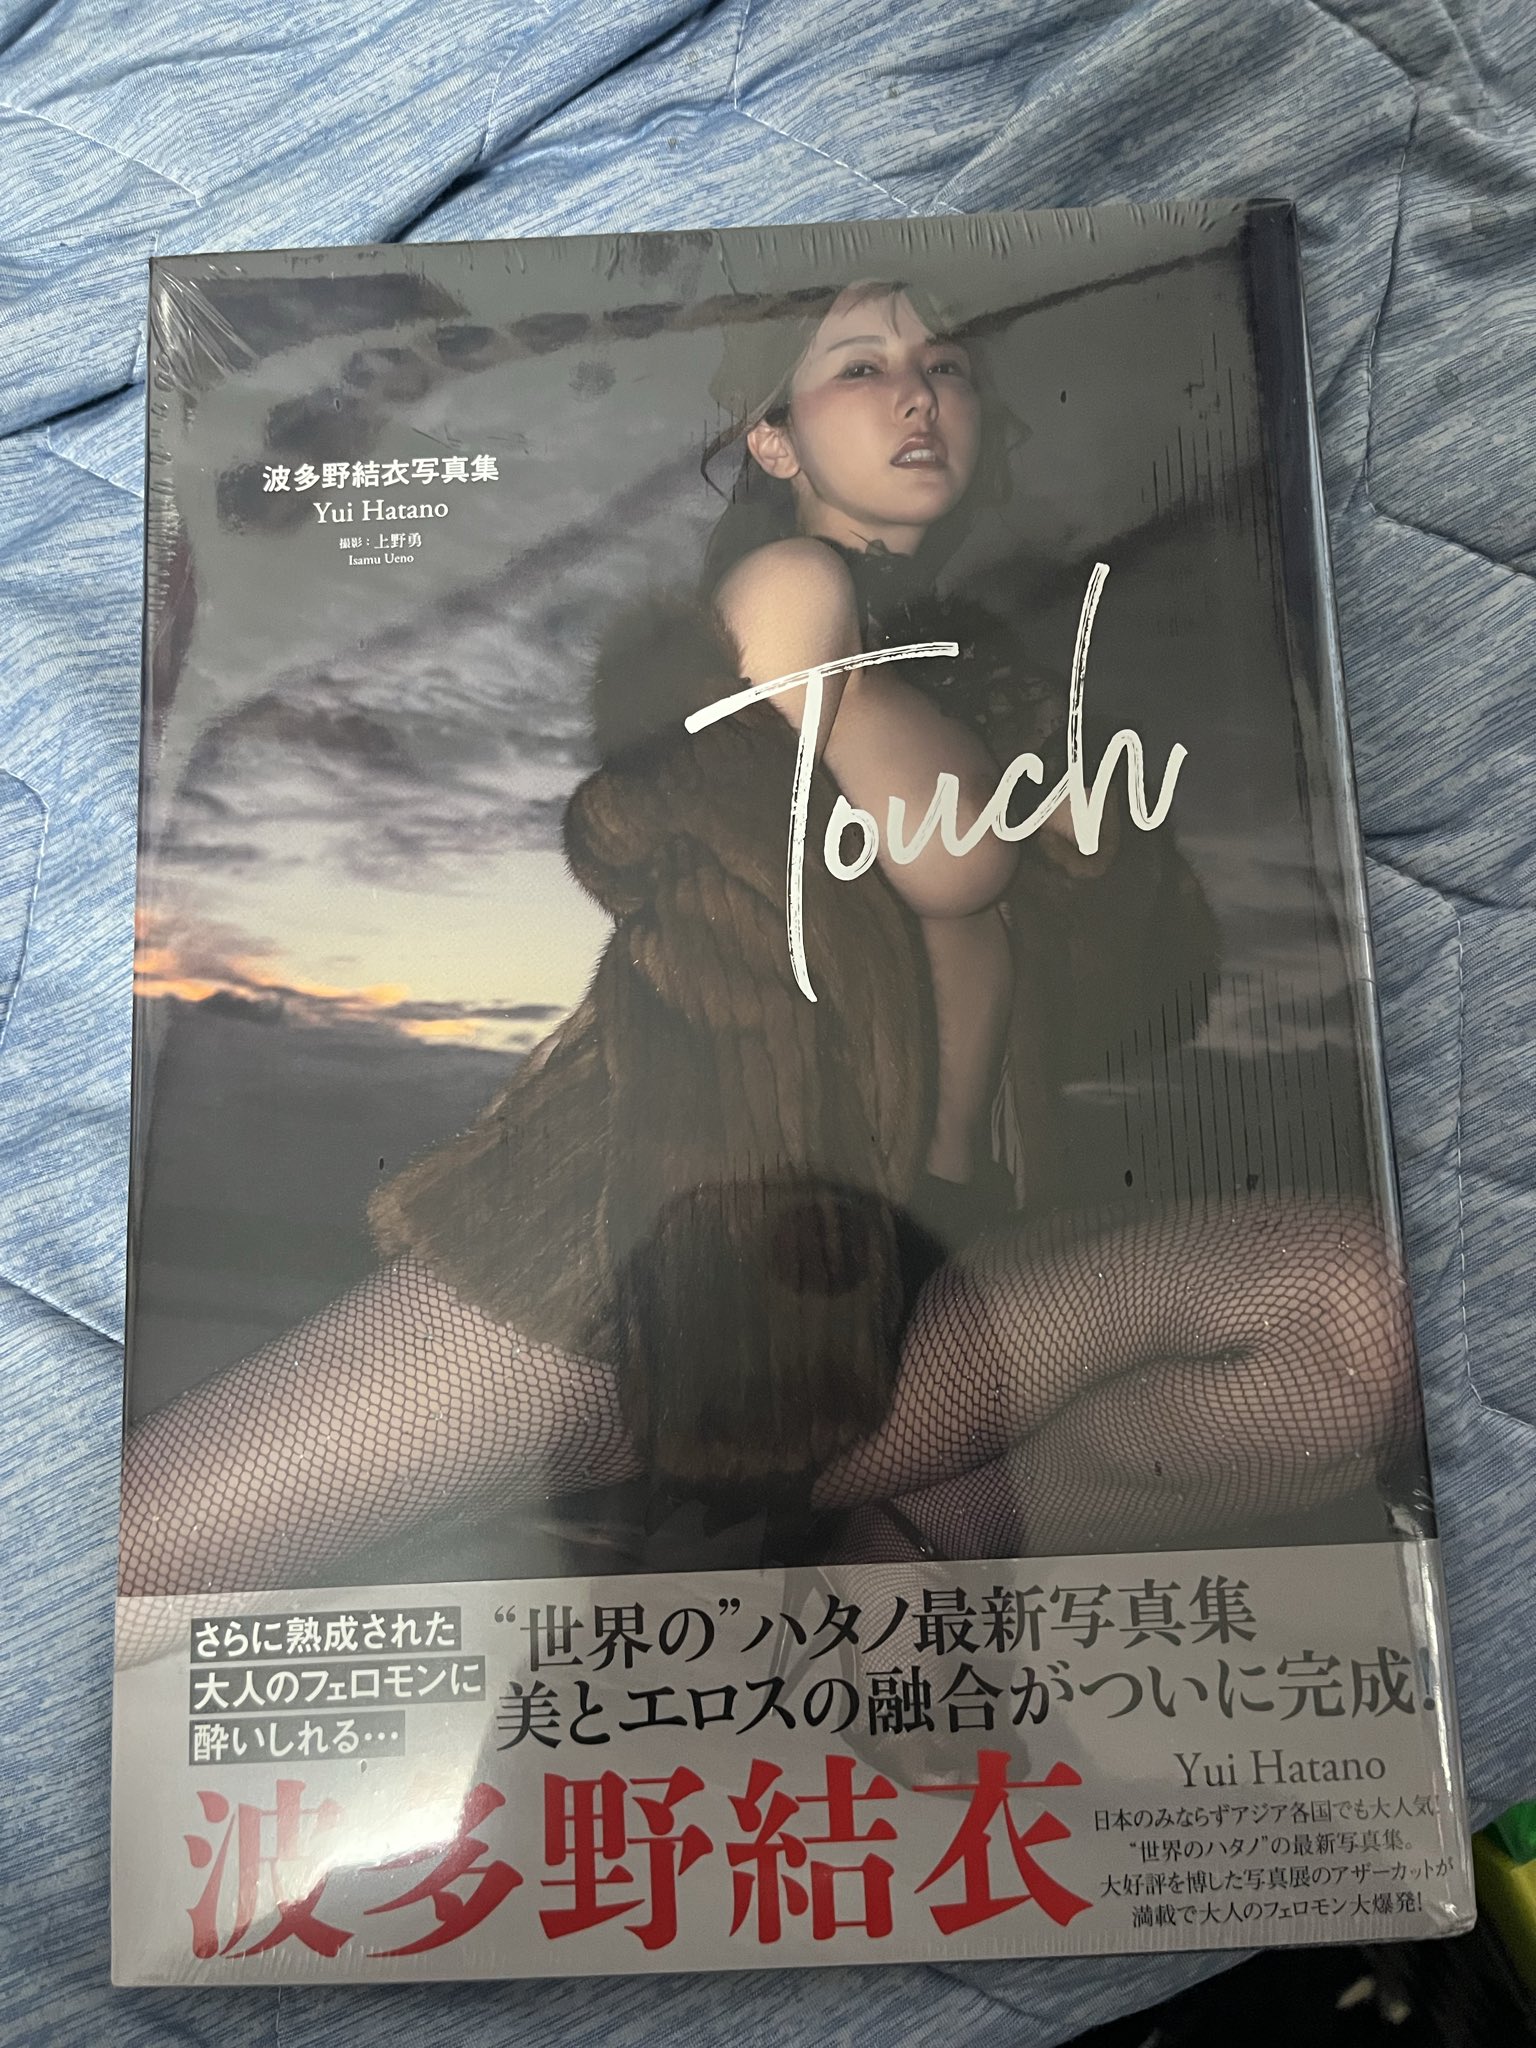 波多野結衣写真集
Yui Hatano
撮影：上野勇
Isamu Ueno
Touch
さらに熟成された
大人のフェロモンに
酔いしれる…
“世界の”ハタノ最新写真集
美とエロスの融合がついに完成！
波多野結衣
Yui Hatano
日本のみならずアジア各国でも大人気！
“世界のハタノ”の最新写真集。
大好評を博した写真展のアザーカットが
満載で大人のフェロモン大爆発！